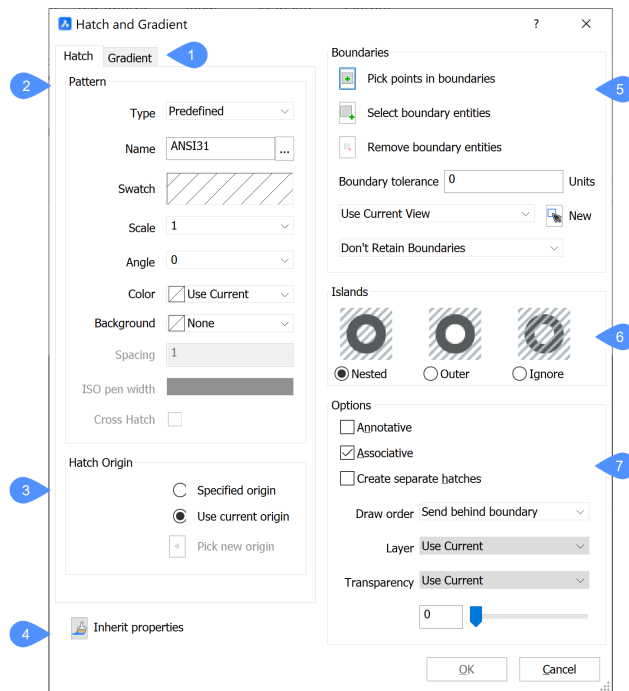 Hatch and Gradient
?
Hatch
Gradient
1
2
Pattern
Type
Predefined
Name
ANSI31
...
Swatch
Scale
1
Angle
0
Color
Use Current
Background
None
Spacing
1
ISO pen width
Cross Hatch
3
Hatch Origin
Specified origin
Use current origin
Pick new origin
4
Inherit properties
Boundaries
Pick points in boundaries
5
Select boundary entities
Remove boundary entities
Boundary tolerance
0
Units
Use Current View
New
Don't Retain Boundaries
Islands
6
Nested
Outer
Ignore
Options
Annotative
Associative
7
Create separate hatches
Draw order
Send behind boundary
Layer
Use Current
Transparency
Use Current
0
OK
Cancel